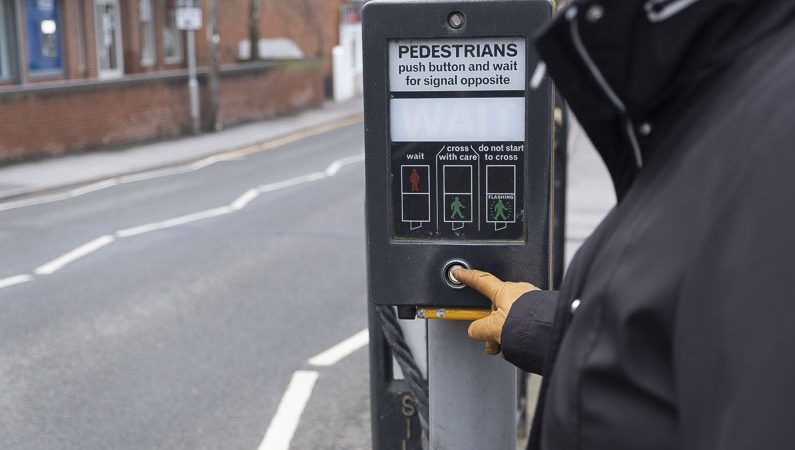 PEDESTRIANS
push button and wait
for signal opposite
WAIT
wait
cross
with care
do not start
to cross
FLASHING